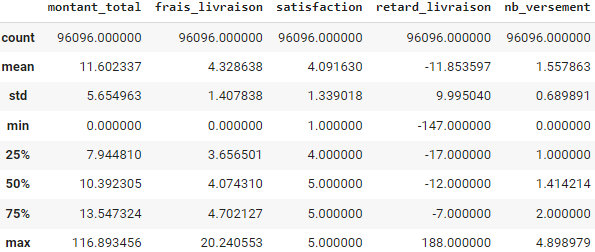 montant_total frais_livraison satisfaction retard_livraison nb_versement
count 96096.000000 96096.000000 96096.000000 96096.000000 96096.000000
mean 11.602337 4.328638 4.091630 -11.853597 1.557863
std 5.654963 1.407838 1.339018 9.995040 0.689891
min 0.000000 0.000000 1.000000 -147.000000 0.000000
25% 7.944810 3.656501 4.000000 -17.000000 1.000000
50% 10.392305 4.074310 5.000000 -12.000000 1.414214
75% 13.547324 4.702127 5.000000 -7.000000 2.000000
max 116.893456 20.240553 5.000000 188.000000 4.898979